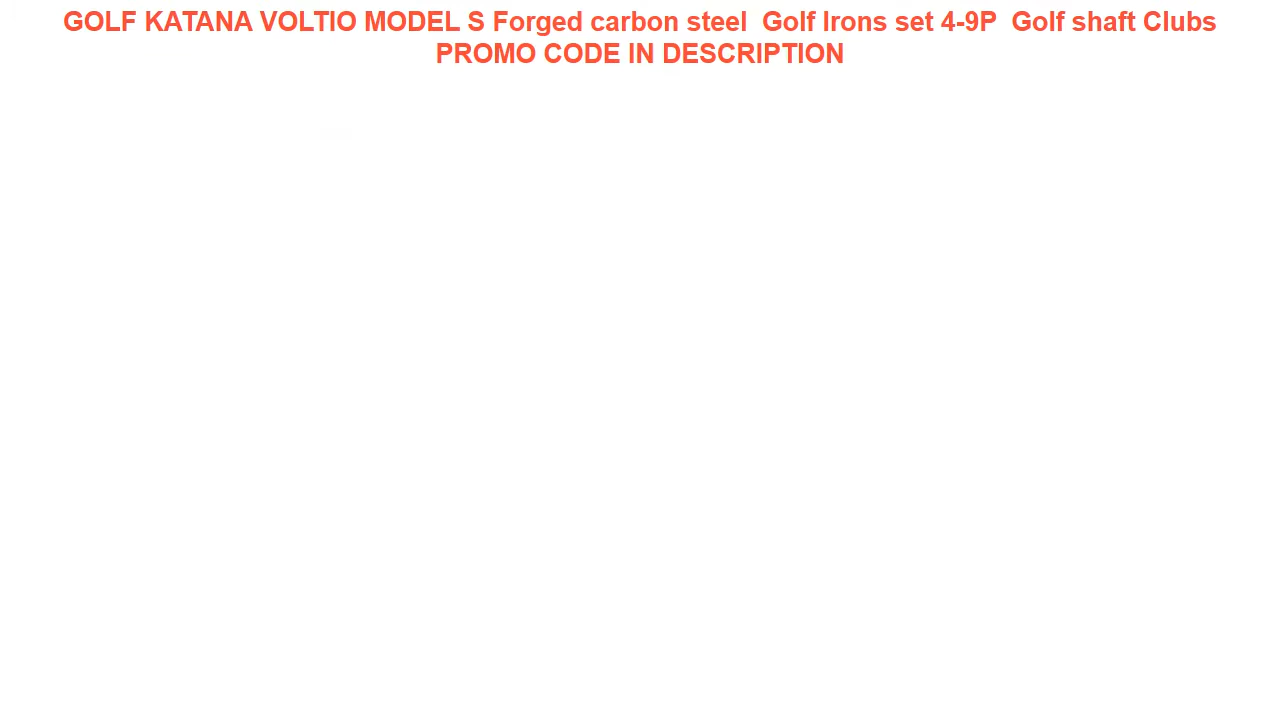 GOLF KATANA VOLTIO MODEL S Forged carbon steel  Golf Irons set 4-9P  Golf shaft Clubs
PROMO CODE IN DESCRIPTION